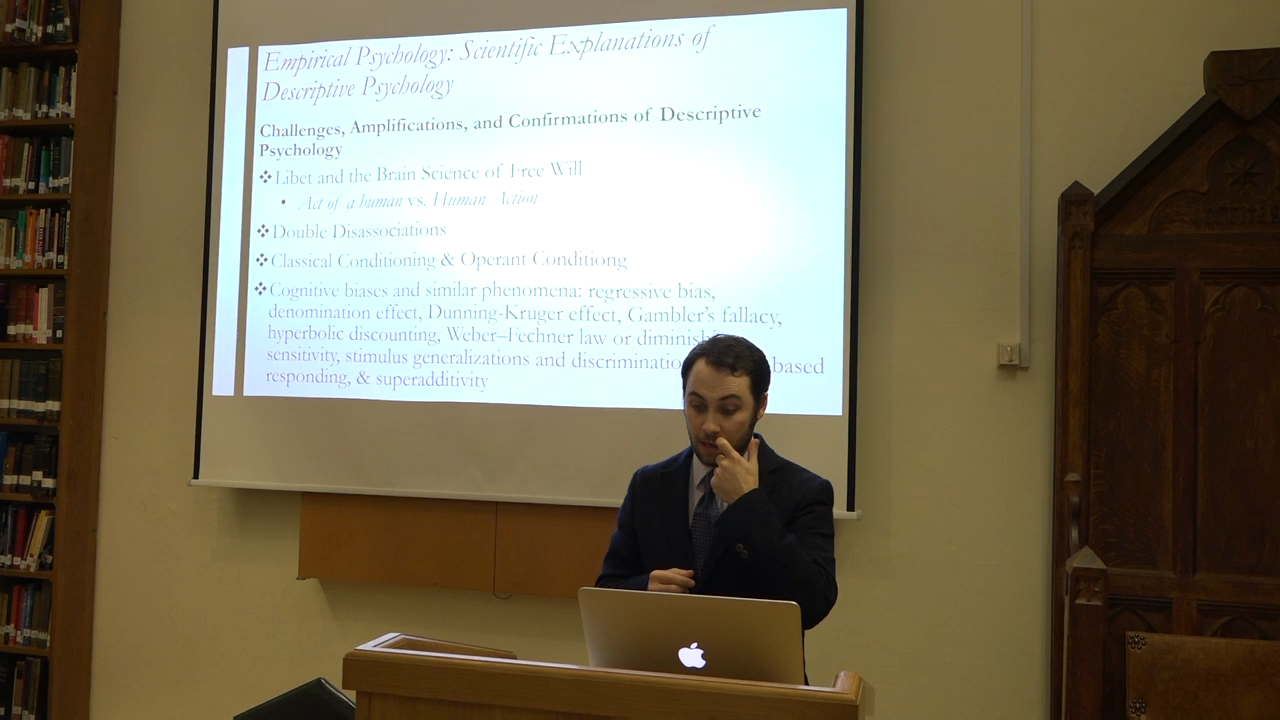 Empirical Psychology: Scientific Explanations of
Descriptive Psychology
Challenges, Amplifications, and Confirmations of Descriptive
Psychology
Libet and the Brain Science of Free Will
Act of a human vs. Human Action
Double Disassociations
Classical Conditioning & Operant Conditiong
Cognitive biases and similar phenomena: regressive bias,
denomination effect, Dunning-Kruger effect, Gambler's fallacy,
hyperbolic discounting, Weber–Fechner law or
sensitivity, stimulus generalizations and based
responding, & superadditivity